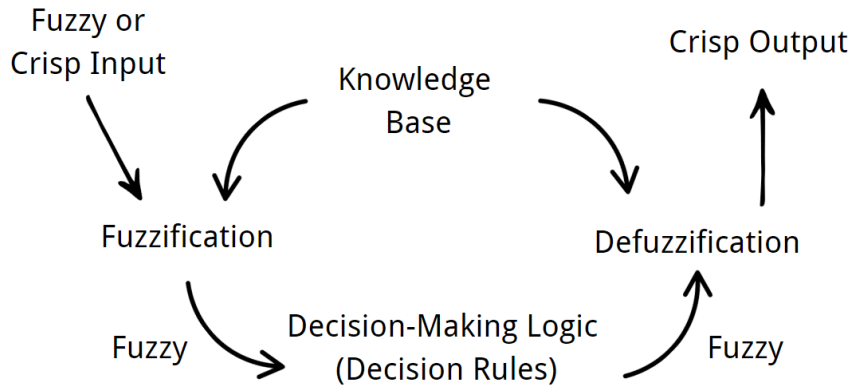 Fuzzy or
Crisp Input
Knowledge
Base
Crisp Output
Fuzzification
Defuzzification
Fuzzy
Decision-Making Logic
(Decision Rules)
Fuzzy